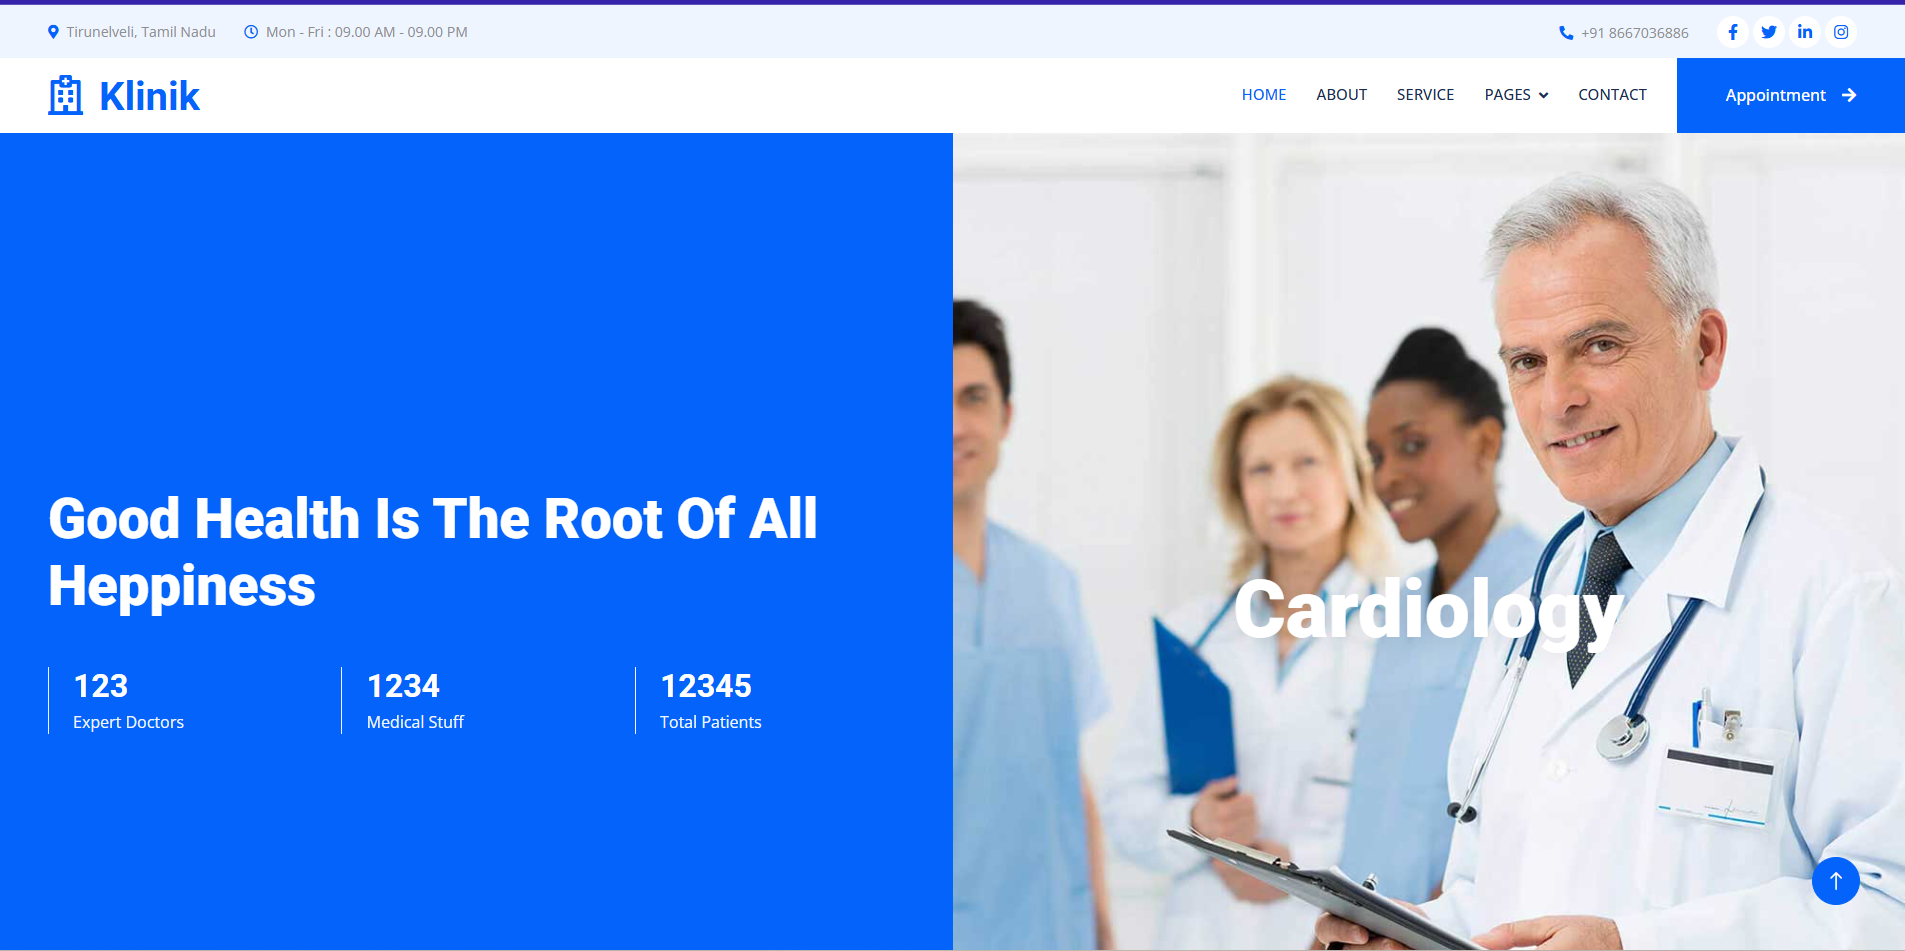 Tirunelveli, Tamil Nadu
Mon - Fri : 09.00 AM - 09.00 PM
+91 8667036886
Klinik
HOME
ABOUT
SERVICE
PAGES
CONTACT
Appointment
Good Health Is The Root Of All
Heppiness
123
Expert Doctors
1234
Medical Stuff
12345
Total Patients
Cardiology